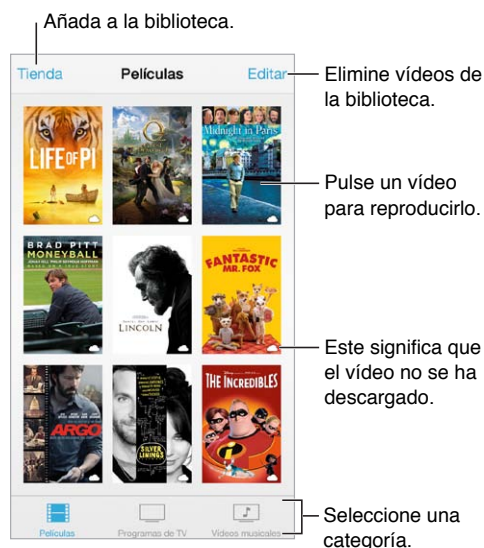 Añada a la biblioteca.
Tienda Películas Editar
Elimine vídeos de
la biblioteca.
LIFE OF PI
Midnight in Paris
Pulse un vídeo
para reproducirlo.
BRAD PITT
MONEYBALL
LINCOLN
FANTASTIC
MR. FOX
Este significa que
el vídeo no se ha
descargado.
ARGO
SILVER
LININGS
THE INCREDIBLES
Películas Programas de TV Vídeos musicales
Seleccione una
categoría.